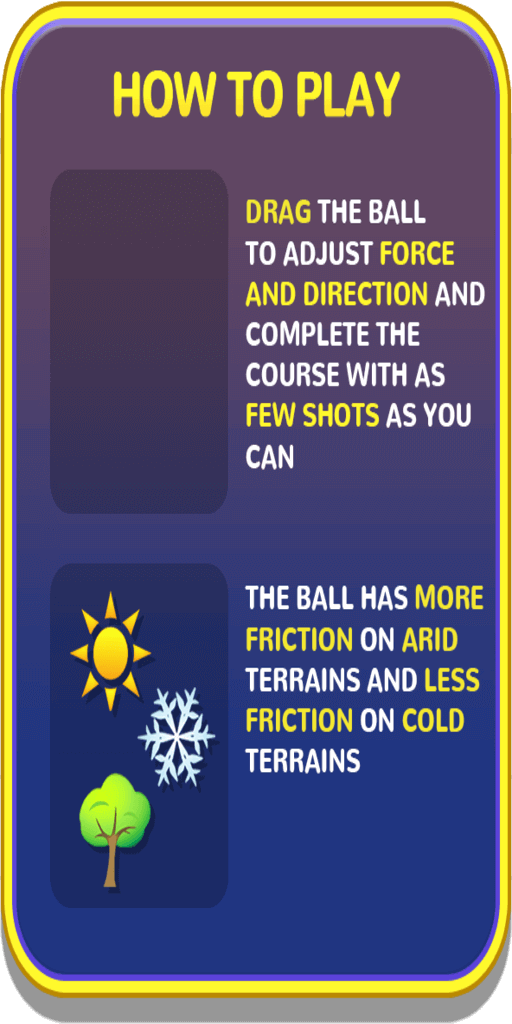 HOW TO PLAY
DRAG THE BALL
TO ADJUST FORCE
AND DIRECTION AND
COMPLETE THE
COURSE WITH AS
FEW SHOTS AS YOU
CAN
THE BALL HAS MORE
FRICTION ON ARID
TERRAINS AND LESS
FRICTION ON COLD
TERRAINS